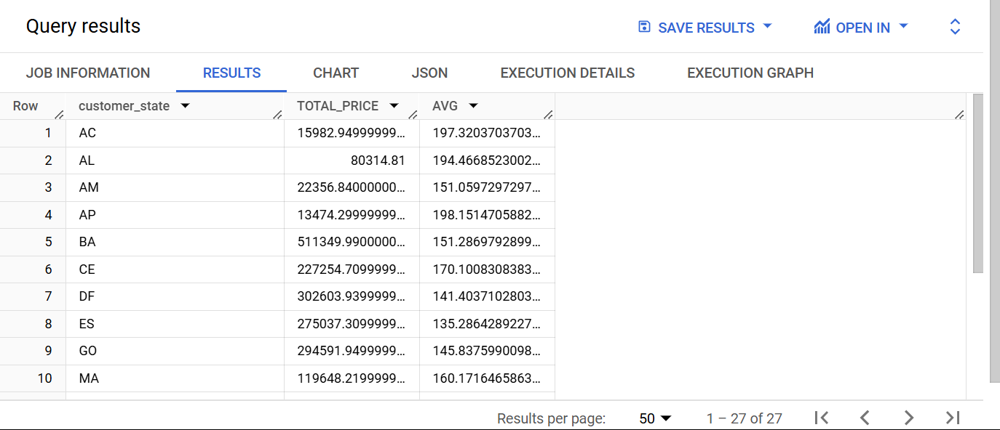 Query results SAVE RESULTS OPEN IN
JOB INFORMATION RESULTS CHART JSON EXECUTION DETAILS EXECUTION GRAPH
Row customer_state TOTAL_PRICE AVG
1 AC 15982.94999999... 197.3203703703...
2 AL 80314.81 194.4668523002...
3 AM 22356.84000000... 151.0597297297...
4 AP 13474.29999999... 198.1514705882...
5 BA 511349.9900000... 151.2869792899...
6 CE 227254.7099999... 170.1008308383...
7 DF 302603.9399999... 141.4037102803...
8 ES 275037.3099999... 135.2864289227...
9 GO 294591.9499999... 145.8375990098...
10 MA 119648.2199999... 160.1716465863...
Results per page: 50 1 – 27 of 27